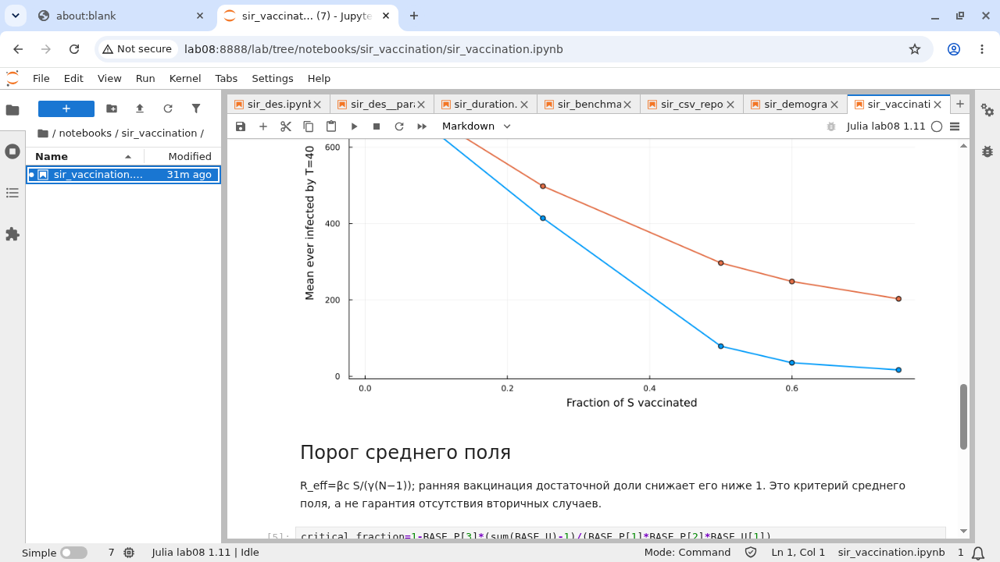 about:blank
sir_vaccinat… (7) - Jupyte
Not secure
lab08:8888/lab/tree/notebooks/sir_vaccination/sir_vaccination.ipynb
File Edit View Run Kernel Tabs Settings Help
sir_des.ipynb
sir_des__par
sir_duration.
sir_benchma
sir_csv_repo
sir_demogra
sir_vaccinati
Markdown
Julia lab08 1.11
/ notebooks / sir_vaccination /
Name Modified
sir_vaccination.… 31m ago
Mean ever infected by T=40
600
400
200
0
0.0 0.2 0.4 0.6
Fraction of S vaccinated
Порог среднего поля
R_eff=βc S/(γ(N−1)); ранняя вакцинация достаточной доли снижает его ниже 1. Это критерий среднего
поля, а не гарантия отсутствия вторичных случаев.
[5]: critical_fraction=1-BASE_P[3]*(sum(BASE_U)-1)/(BASE_P[1]*BASE_P[2]*BASE_U[1])
Simple 7 Julia lab08 1.11 | Idle Mode: Command Ln 1, Col 1 sir_vaccination.ipynb 1